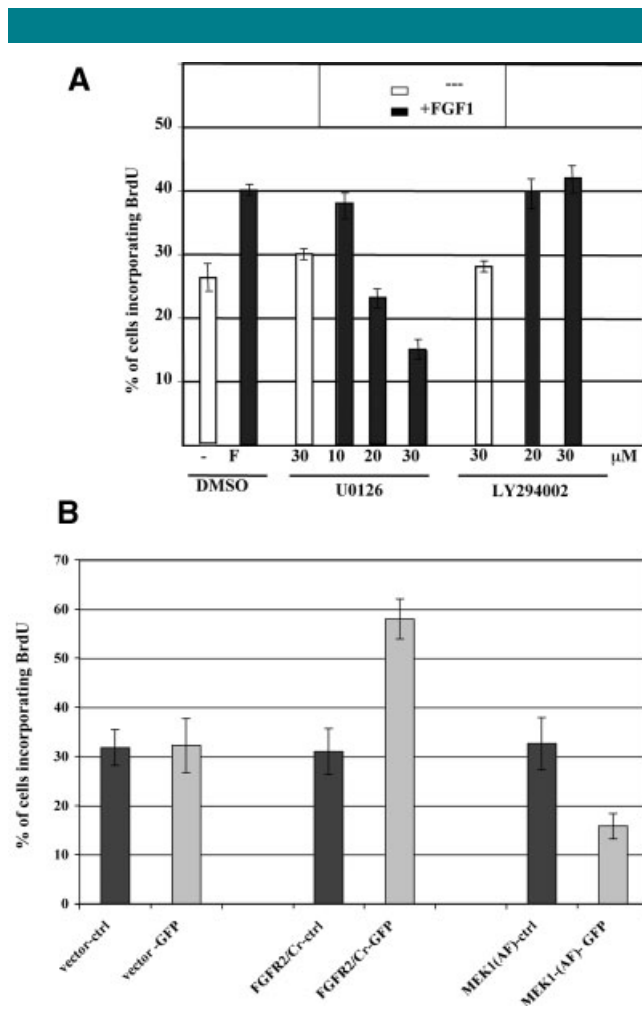 A
---
+FGF1
% of cells incorporating BrdU
50
40
30
20
10
- F 30 10 20 30 30 20 30 μM
DMSO U0126 LY294002
B
% of cells incorporating BrdU
70
60
50
40
30
20
10
0
vector-ctrl
vector -GFP
FGFR2/Cr-ctrl
FGFR2/Cr-GFP
MEK1(AF)-ctrl
MEK1-(AF)- GFP